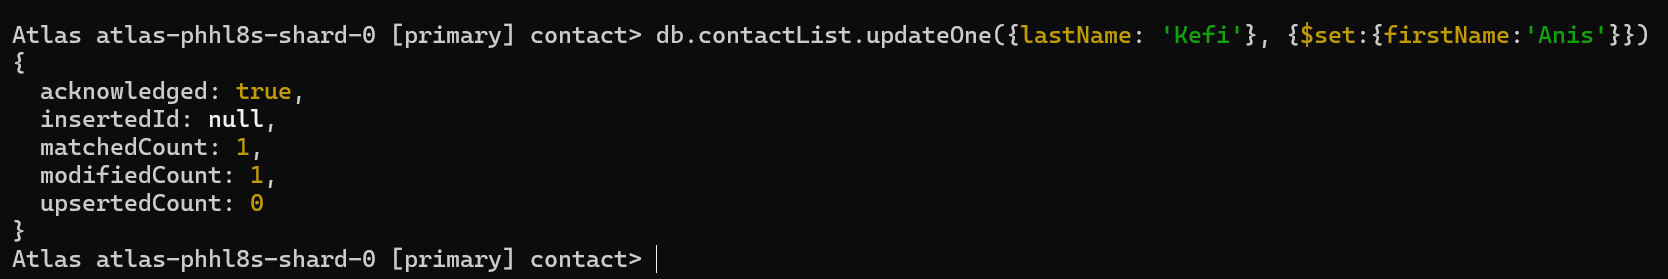 Atlas atlas-phhl8s-shard-0 [primary] contact> db.contactList.updateOne({lastName: 'Kefi'}, {$set:{firstName:'Anis'}})
{
  acknowledged: true,
  insertedId: null,
  matchedCount: 1,
  modifiedCount: 1,
  upsertedCount: 0
}
Atlas atlas-phhl8s-shard-0 [primary] contact>